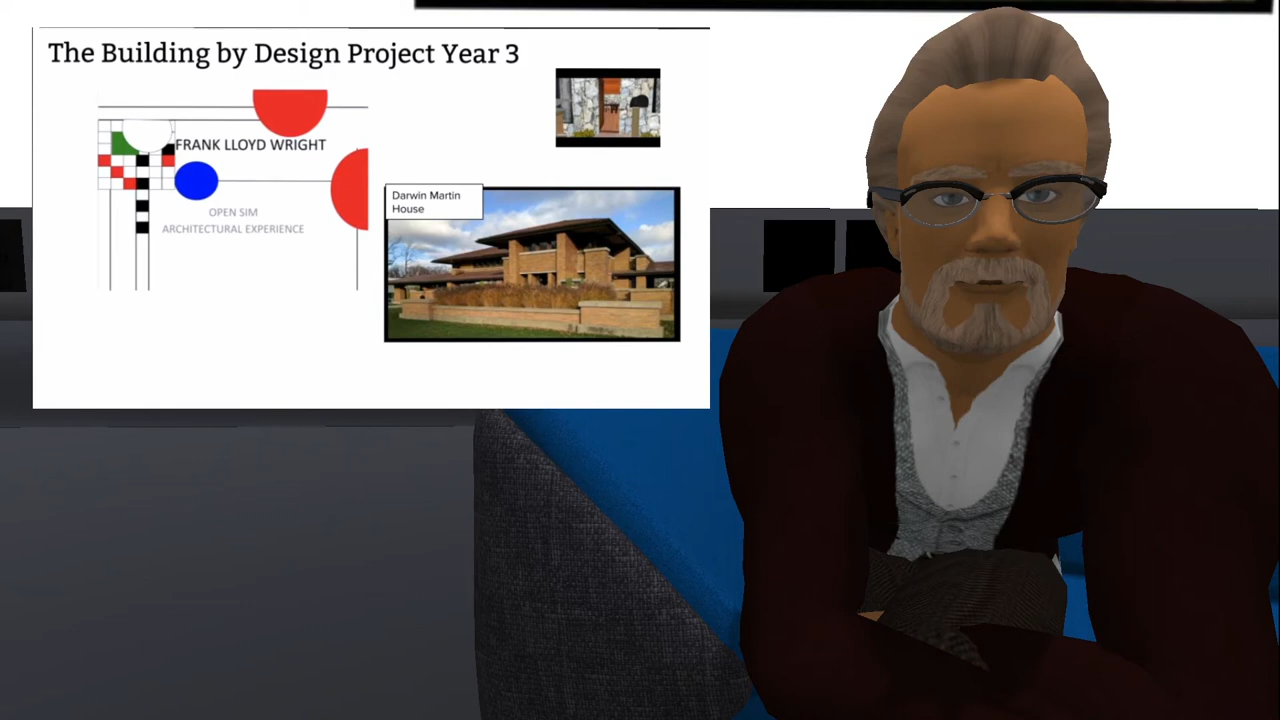 The Building by Design Project Year 3
FRANK LLOYD WRIGHT
OPEN SIM
ARCHITECTURAL EXPERIENCE
Darwin Martin
House